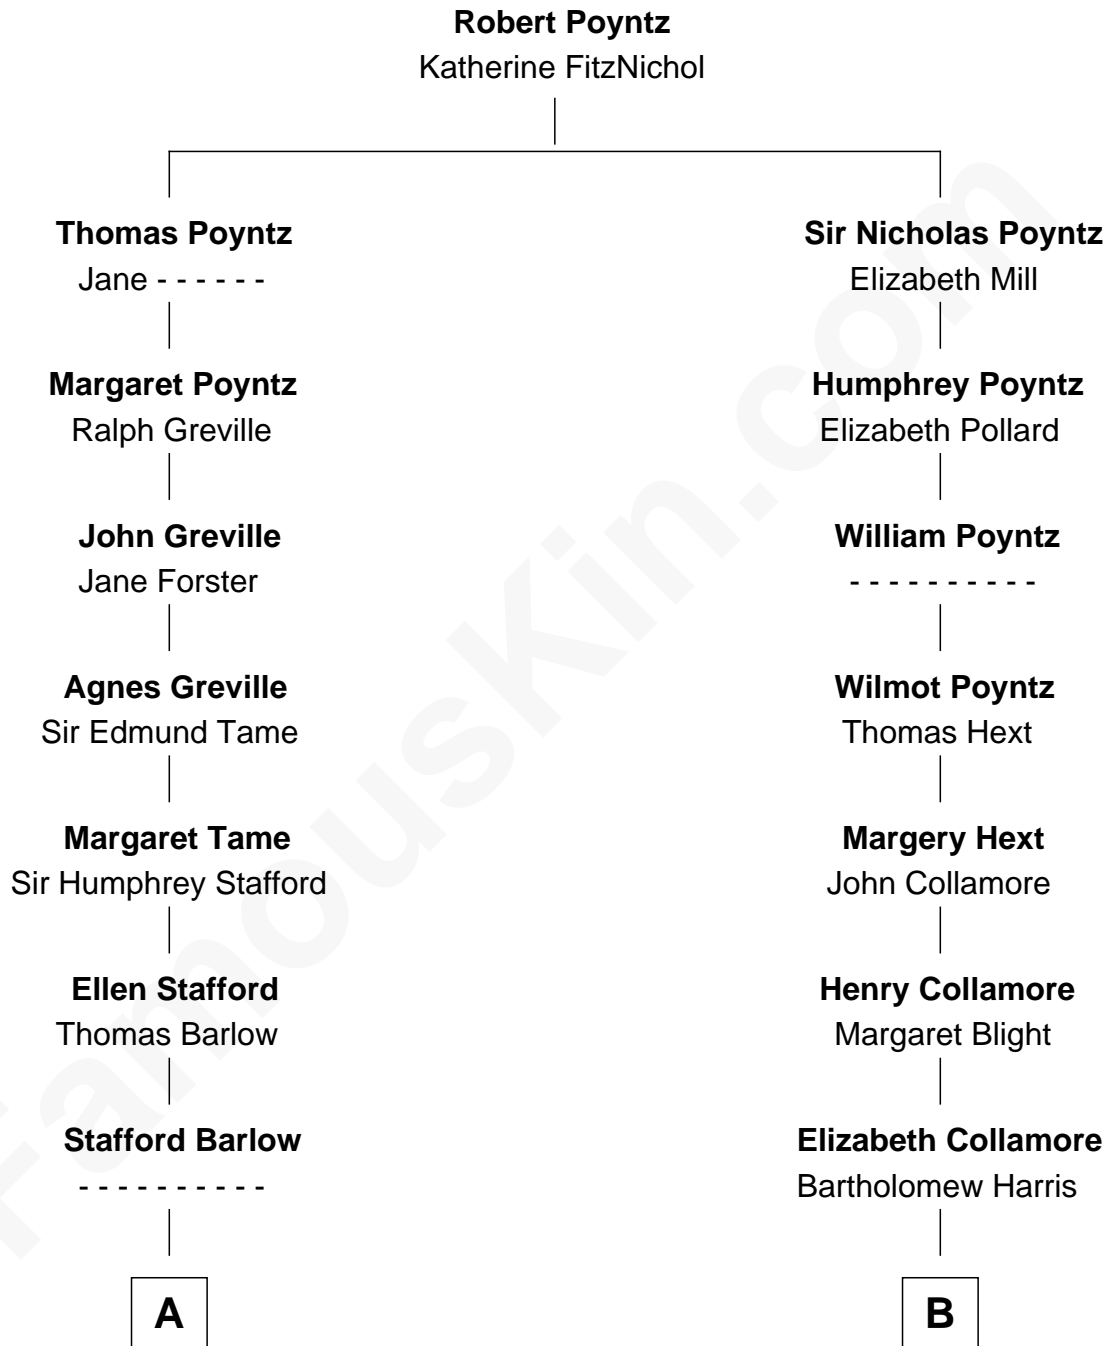 Robert Poyntz
Katherine FitzNichol
Thomas Poyntz
Jane - - - - - -
Margaret Poyntz
Ralph Greville
John Greville
Jane Forster
Agnes Greville
Sir Edmund Tame
Margaret Tame
Sir Humphrey Stafford
Ellen Stafford
Thomas Barlow
Stafford Barlow
- - - - - - - - - -
A
Sir Nicholas Poyntz
Elizabeth Mill
Humphrey Poyntz
Elizabeth Pollard
William Poyntz
- - - - - - - - - -
Wilmot Poyntz
Thomas Hext
Margery Hext
John Collamore
Henry Collamore
Margaret Blight
Elizabeth Collamore
Bartholomew Harris
B
FamousKin.com